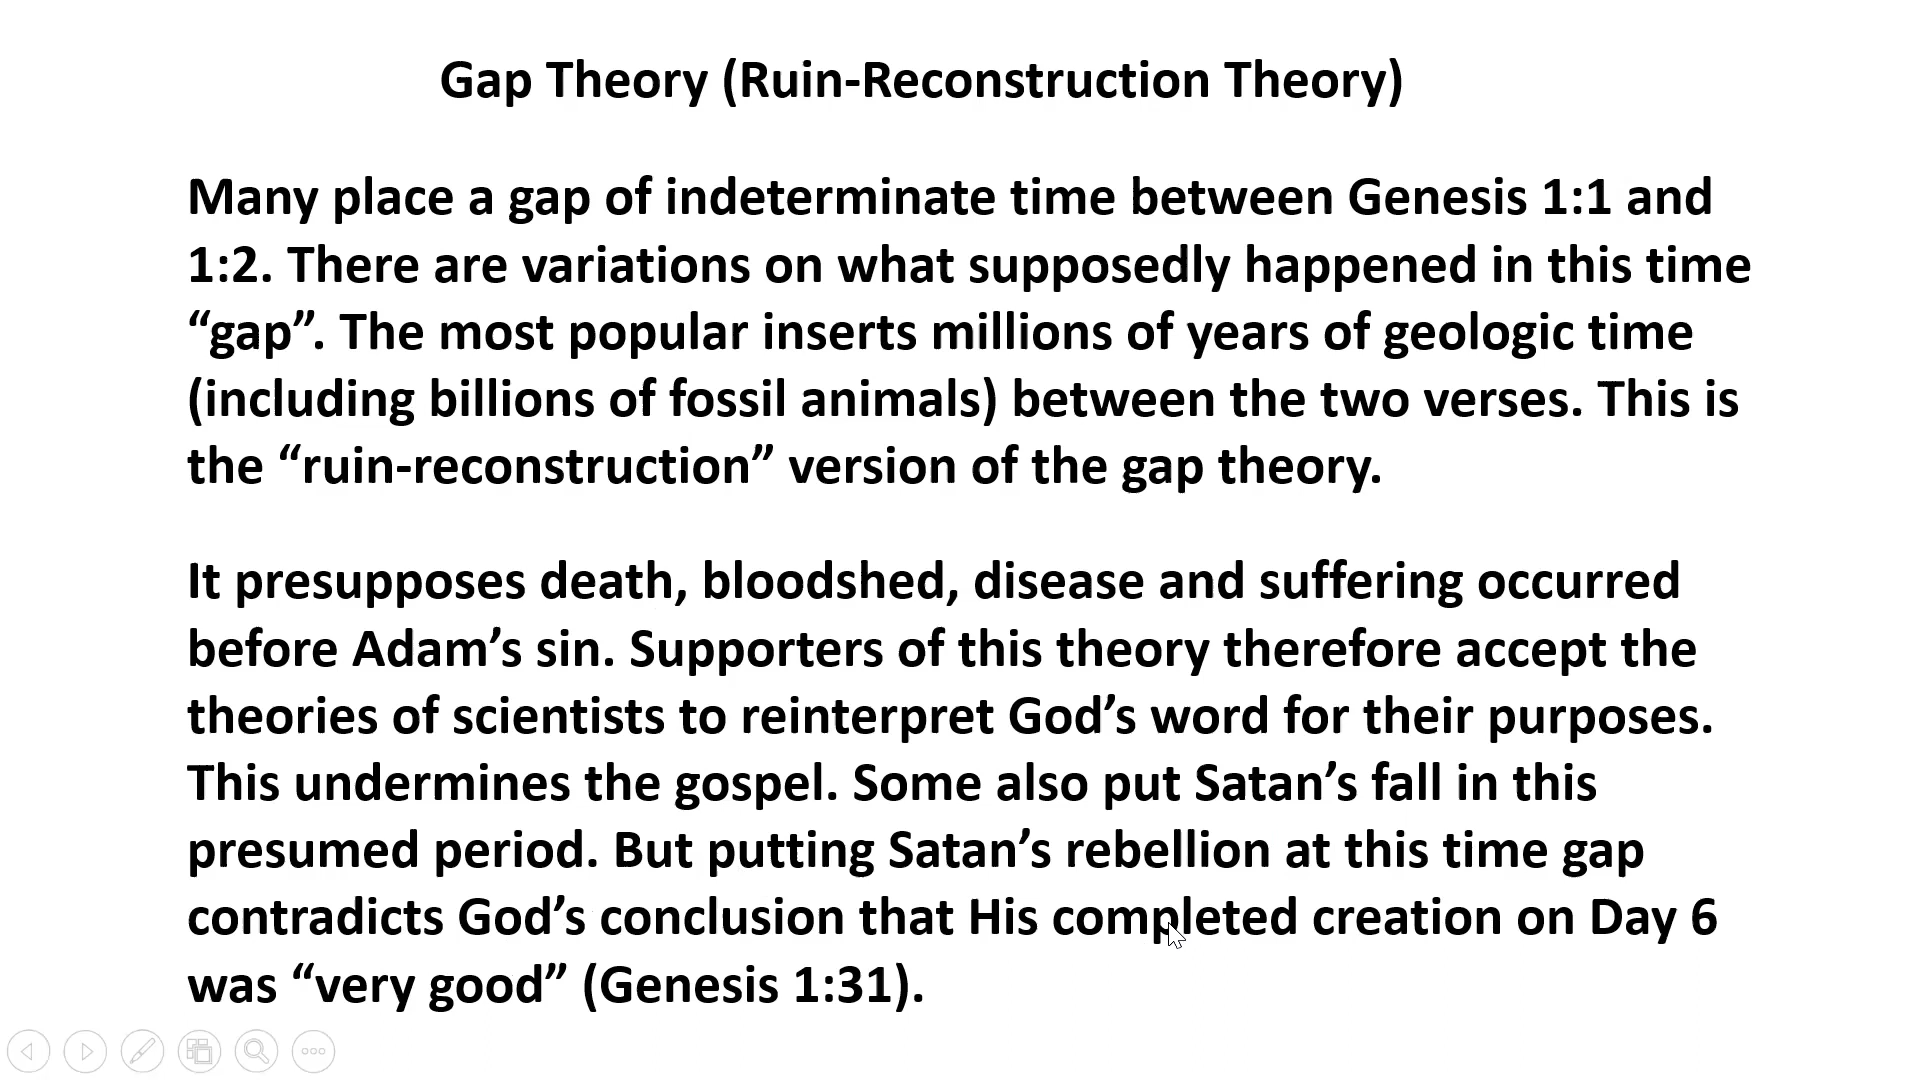 Gap Theory (Ruin-Reconstruction Theory)
Many place a gap of indeterminate time between Genesis 1:1 and
1:2. There are variations on what supposedly happened in this time
“gap”. The most popular inserts millions of years of geologic time
(including billions of fossil animals) between the two verses. This is
the “ruin-reconstruction” version of the gap theory.
It presupposes death, bloodshed, disease and suffering occurred
before Adam’s sin. Supporters of this theory therefore accept the
theories of scientists to reinterpret God’s word for their purposes.
This undermines the gospel. Some also put Satan’s fall in this
presumed period. But putting Satan’s rebellion at this time gap
contradicts God’s conclusion that His completed creation on Day 6
was “very good” (Genesis 1:31).